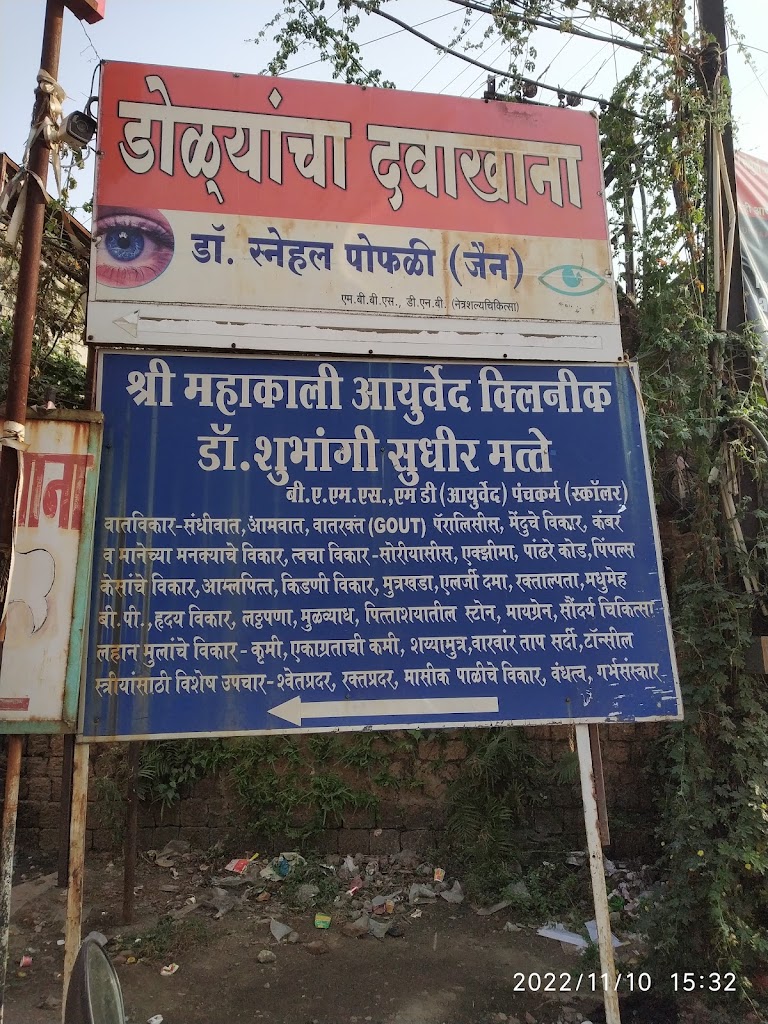 डोळ्यांचा दवाखाना
डॉ. स्नेहल पोफळी (जैन)
एम.बी.बी.एस., डी.एन.बी. (नेत्रशल्यचिकित्सा)
श्री महाकाली आयुर्वेद क्लिनीक
डॉ.शुभांगी सुधीर मत्ते
बी.ए.एम.एस.,एम डी (आयुर्वेद) पंचकर्म (स्कॉलर)
वातविकार-संधीवात,आमवात, वातरक्त (GOUT) पॅरालिसीस, मेंदुचे विकार, कंबर
व मानेच्या मनक्याचे विकार, त्वचा विकार-सोरीयासीस, एक्झीमा, पांढरे कोड,पिंपल्स
केसांचे विकार,आम्लपित्त, किडणी विकार, मुत्रखडा,एलर्जी दमा, रक्ताल्पता,मधुमेह
बी.पी.,हृदय विकार, लठ्ठपणा, मुळव्याध, पित्ताशयातील स्टोन, मायग्रेन, सौंदर्य चिकित्सा
लहान मुलांचे विकार-कृमी,एकाग्रताची कमी, शय्यामुत्र,वारंवार ताप सर्दी,टॉन्सील
स्त्रीयांसाठी विशेष उपचार-श्वेतप्रदर, रक्तप्रदर, मासीक पाळीचे विकार, वंधत्व, गर्भसंस्कार
ाना
2022/11/10 15:32